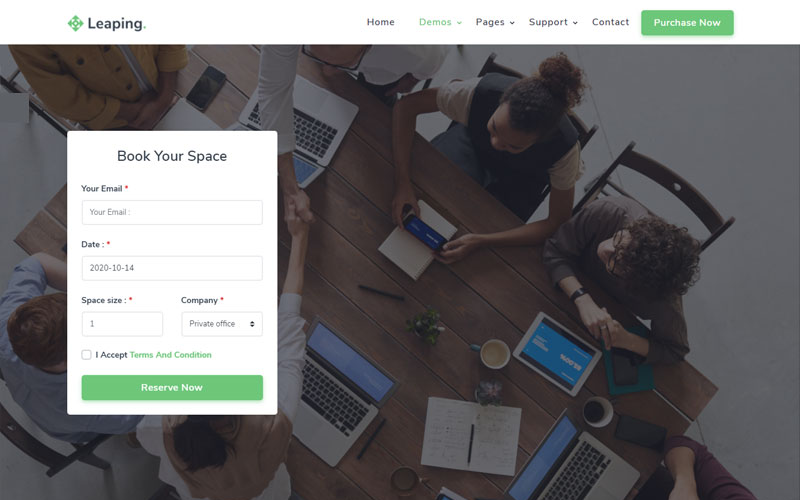 Leaping.
Home
Demos
Pages
Support
Contact
Purchase Now
Book Your Space
Your Email *
Your Email :
Date : *
2020-10-14
Space size : *
Company *
1
Private office
I Accept Terms And Condition
Reserve Now